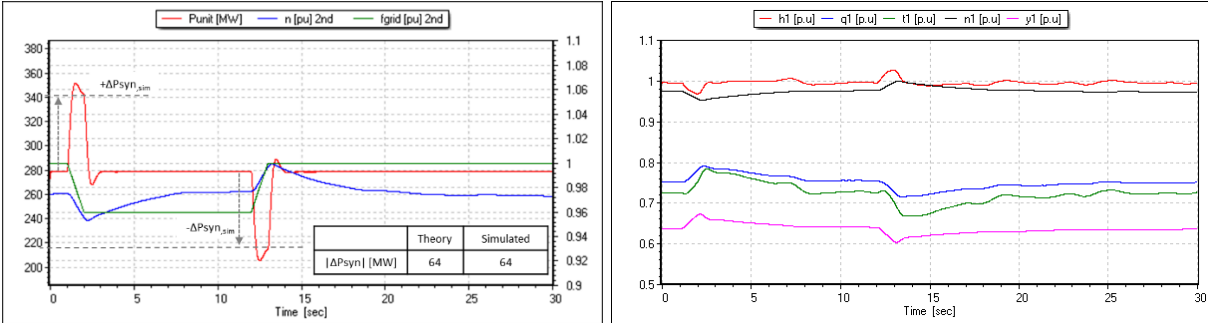 Punit [MW] n [pu] 2nd fgrid [pu] 2nd
380 1.1
360 1.08
340 1.06
320 1.04
300 1.02
280 1
260 0.98
240 0.96
220 0.94
200 0.92
0.9
+ΔPsyn,sim
-ΔPsyn,sim
Theory Simulated
|ΔPsyn| [MW] 64 64
0 5 10 15 20 25 30
Time [sec]
h1 [p.u] q1 [p.u] t1 [p.u] n1 [p.u] y1 [p.u]
1.1
1
0.9
0.8
0.7
0.6
0.5
0 5 10 15 20 25 30
Time [sec]